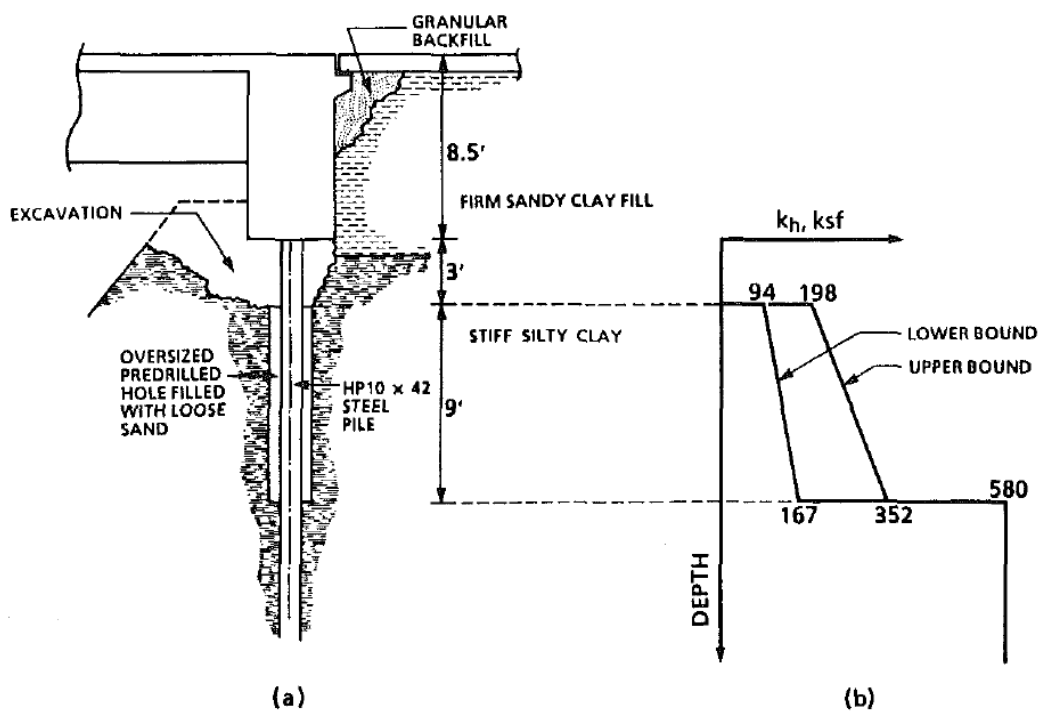 GRANULAR
BACKFILL
8.5'
FIRM SANDY CLAY FILL
EXCAVATION
3'
STIFF SILTY CLAY
OVERSIZED
PREDRILLED
HOLE FILLED
WITH LOOSE
SAND
HP10 × 42
STEEL
PILE
9'
(a)
kh, ksf
94 198
LOWER BOUND
UPPER BOUND
580
167 352
DEPTH
(b)